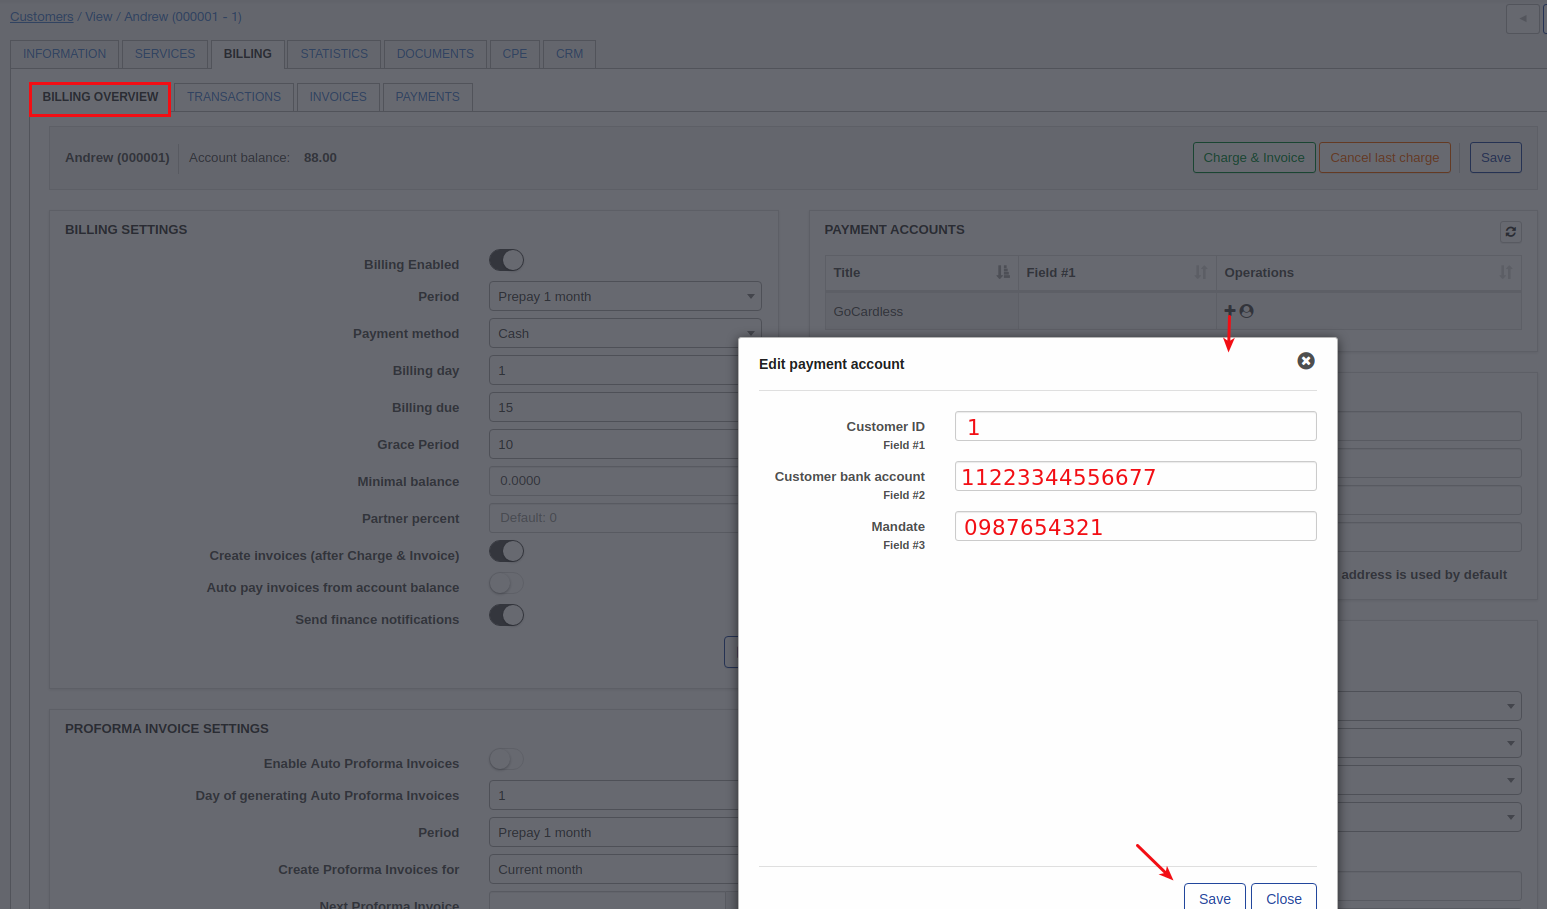 Customers / View / Andrew (000001 - 1)
INFORMATION SERVICES BILLING STATISTICS DOCUMENTS CPE CRM
BILLING OVERVIEW TRANSACTIONS INVOICES PAYMENTS
Andrew (000001) Account balance: 88.00 Charge & Invoice Cancel last charge Save
BILLING SETTINGS
Billing Enabled
Period Prepay 1 month
Payment method Cash
Billing day 1
Billing due 15
Grace Period 10
Minimal balance 0.0000
Partner percent Default: 0
Create invoices (after Charge & Invoice)
Auto pay invoices from account balance
Send finance notifications
PROFORMA INVOICE SETTINGS
Enable Auto Proforma Invoices
Day of generating Auto Proforma Invoices 1
Period Prepay 1 month
Create Proforma Invoices for Current month
Next Proforma Invoice
PAYMENT ACCOUNTS
Title Field #1 Operations
GoCardless
Edit payment account
Customer ID 1
Field #1
Customer bank account 11223344556677
Field #2
Mandate 0987654321
Field #3
address is used by default
Save Close